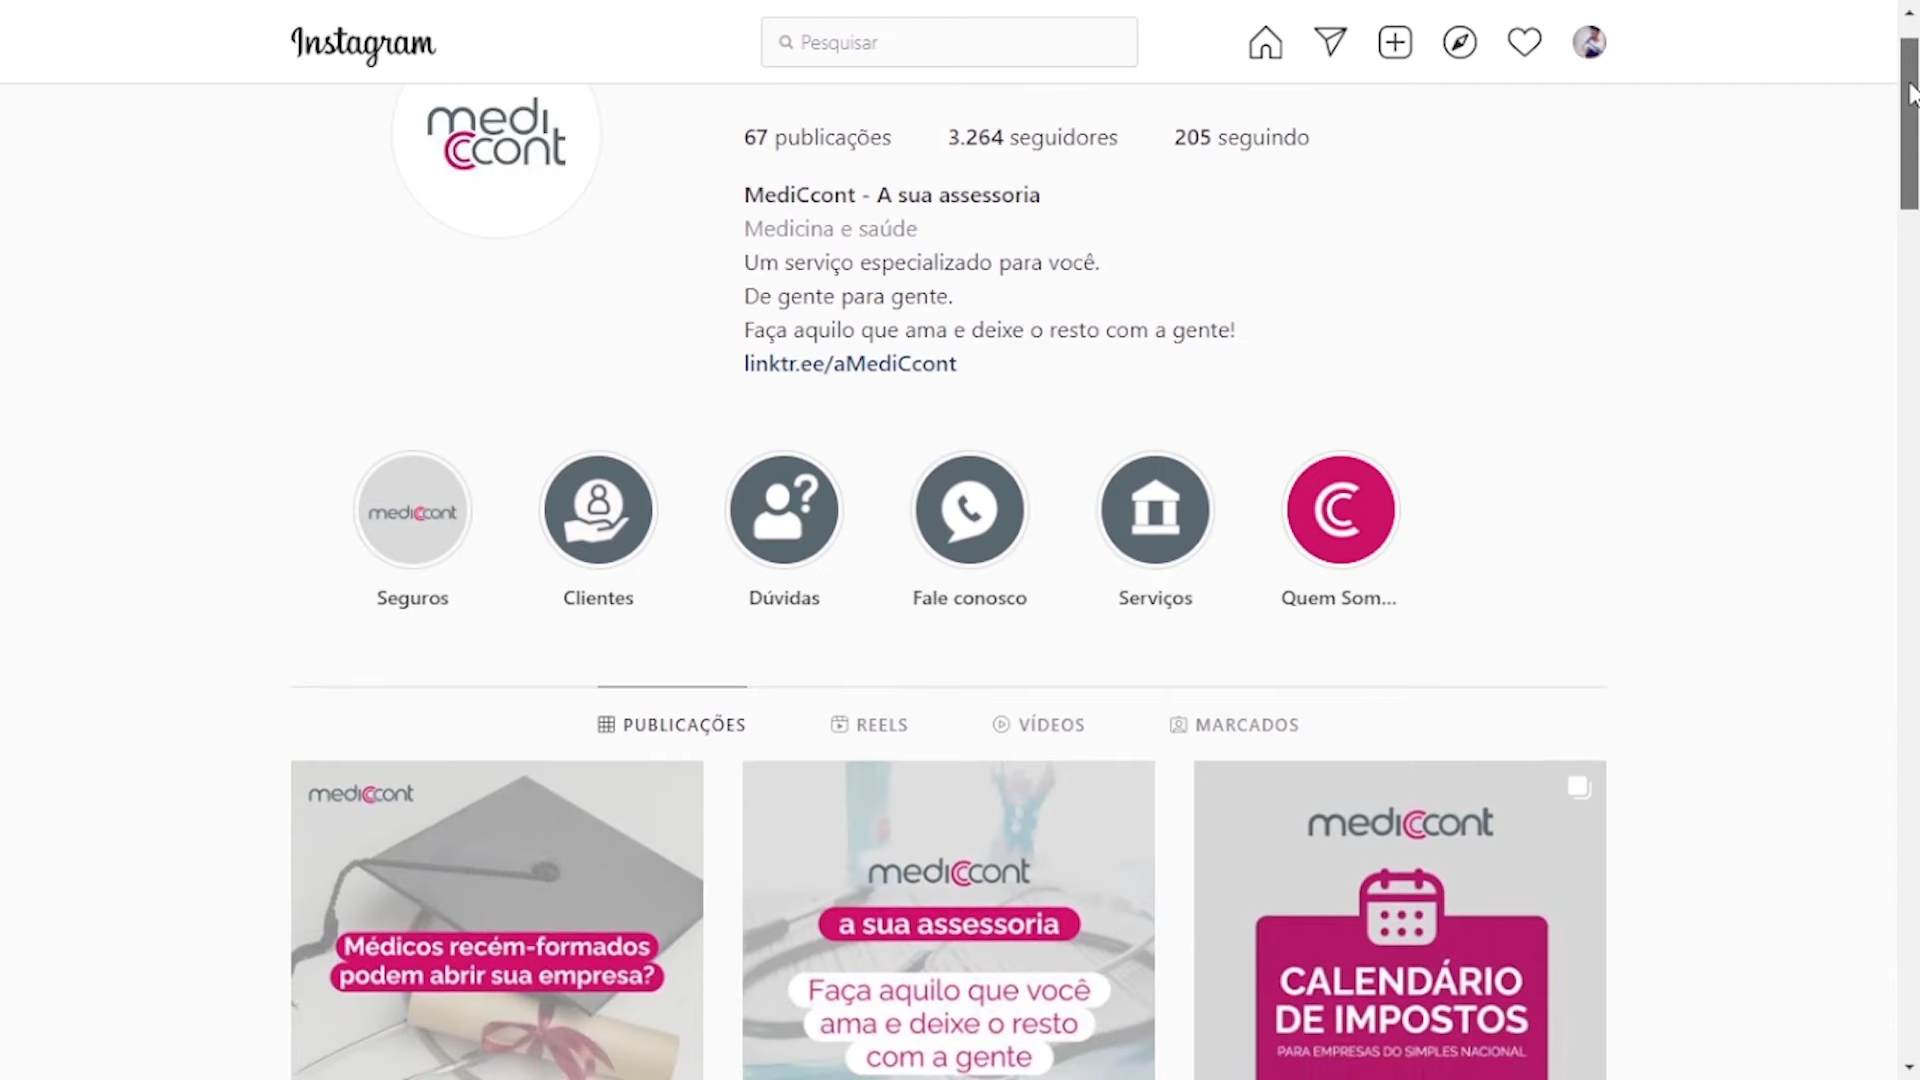 Instagram
Pesquisar
medi
ccont
67 publicações 3.264 seguidores 205 seguindo
MediCcont - A sua assessoria
Medicina e saúde
Um serviço especializado para você.
De gente para gente.
Faça aquilo que ama e deixe o resto com a gente!
linktr.ee/aMediCcont
mediccont
C
Seguros Clientes Dúvidas Fale conosco Serviços Quem Som...
PUBLICAÇÕES REELS VÍDEOS MARCADOS
mediccont
Médicos recém-formados
podem abrir sua empresa?
mediccont
a sua assessoria
Faça aquilo que você
ama e deixe o resto
com a gente
mediccont
CALENDÁRIO
DE IMPOSTOS
PARA EMPRESAS DO SIMPLES NACIONAL